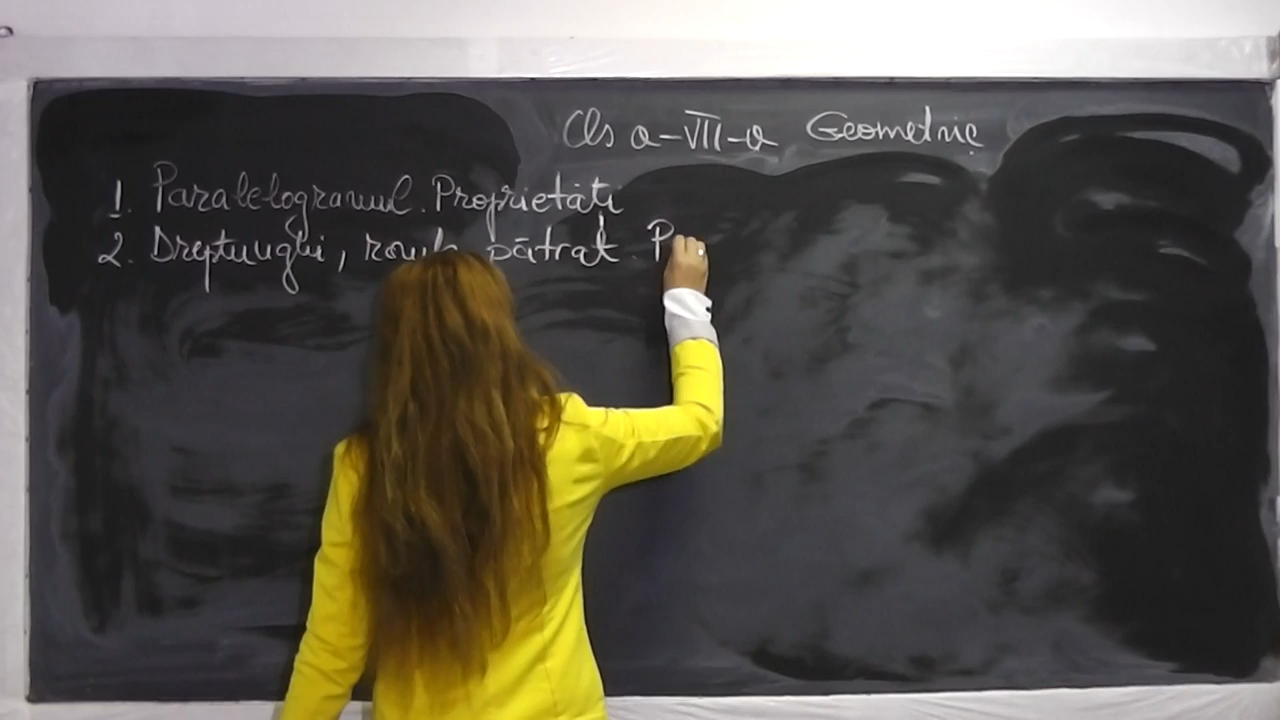 Cls a-VII-a Geometrie
1. Paralelogramul. Proprietăți
2. Dreptunghi, romb, pătrat. P